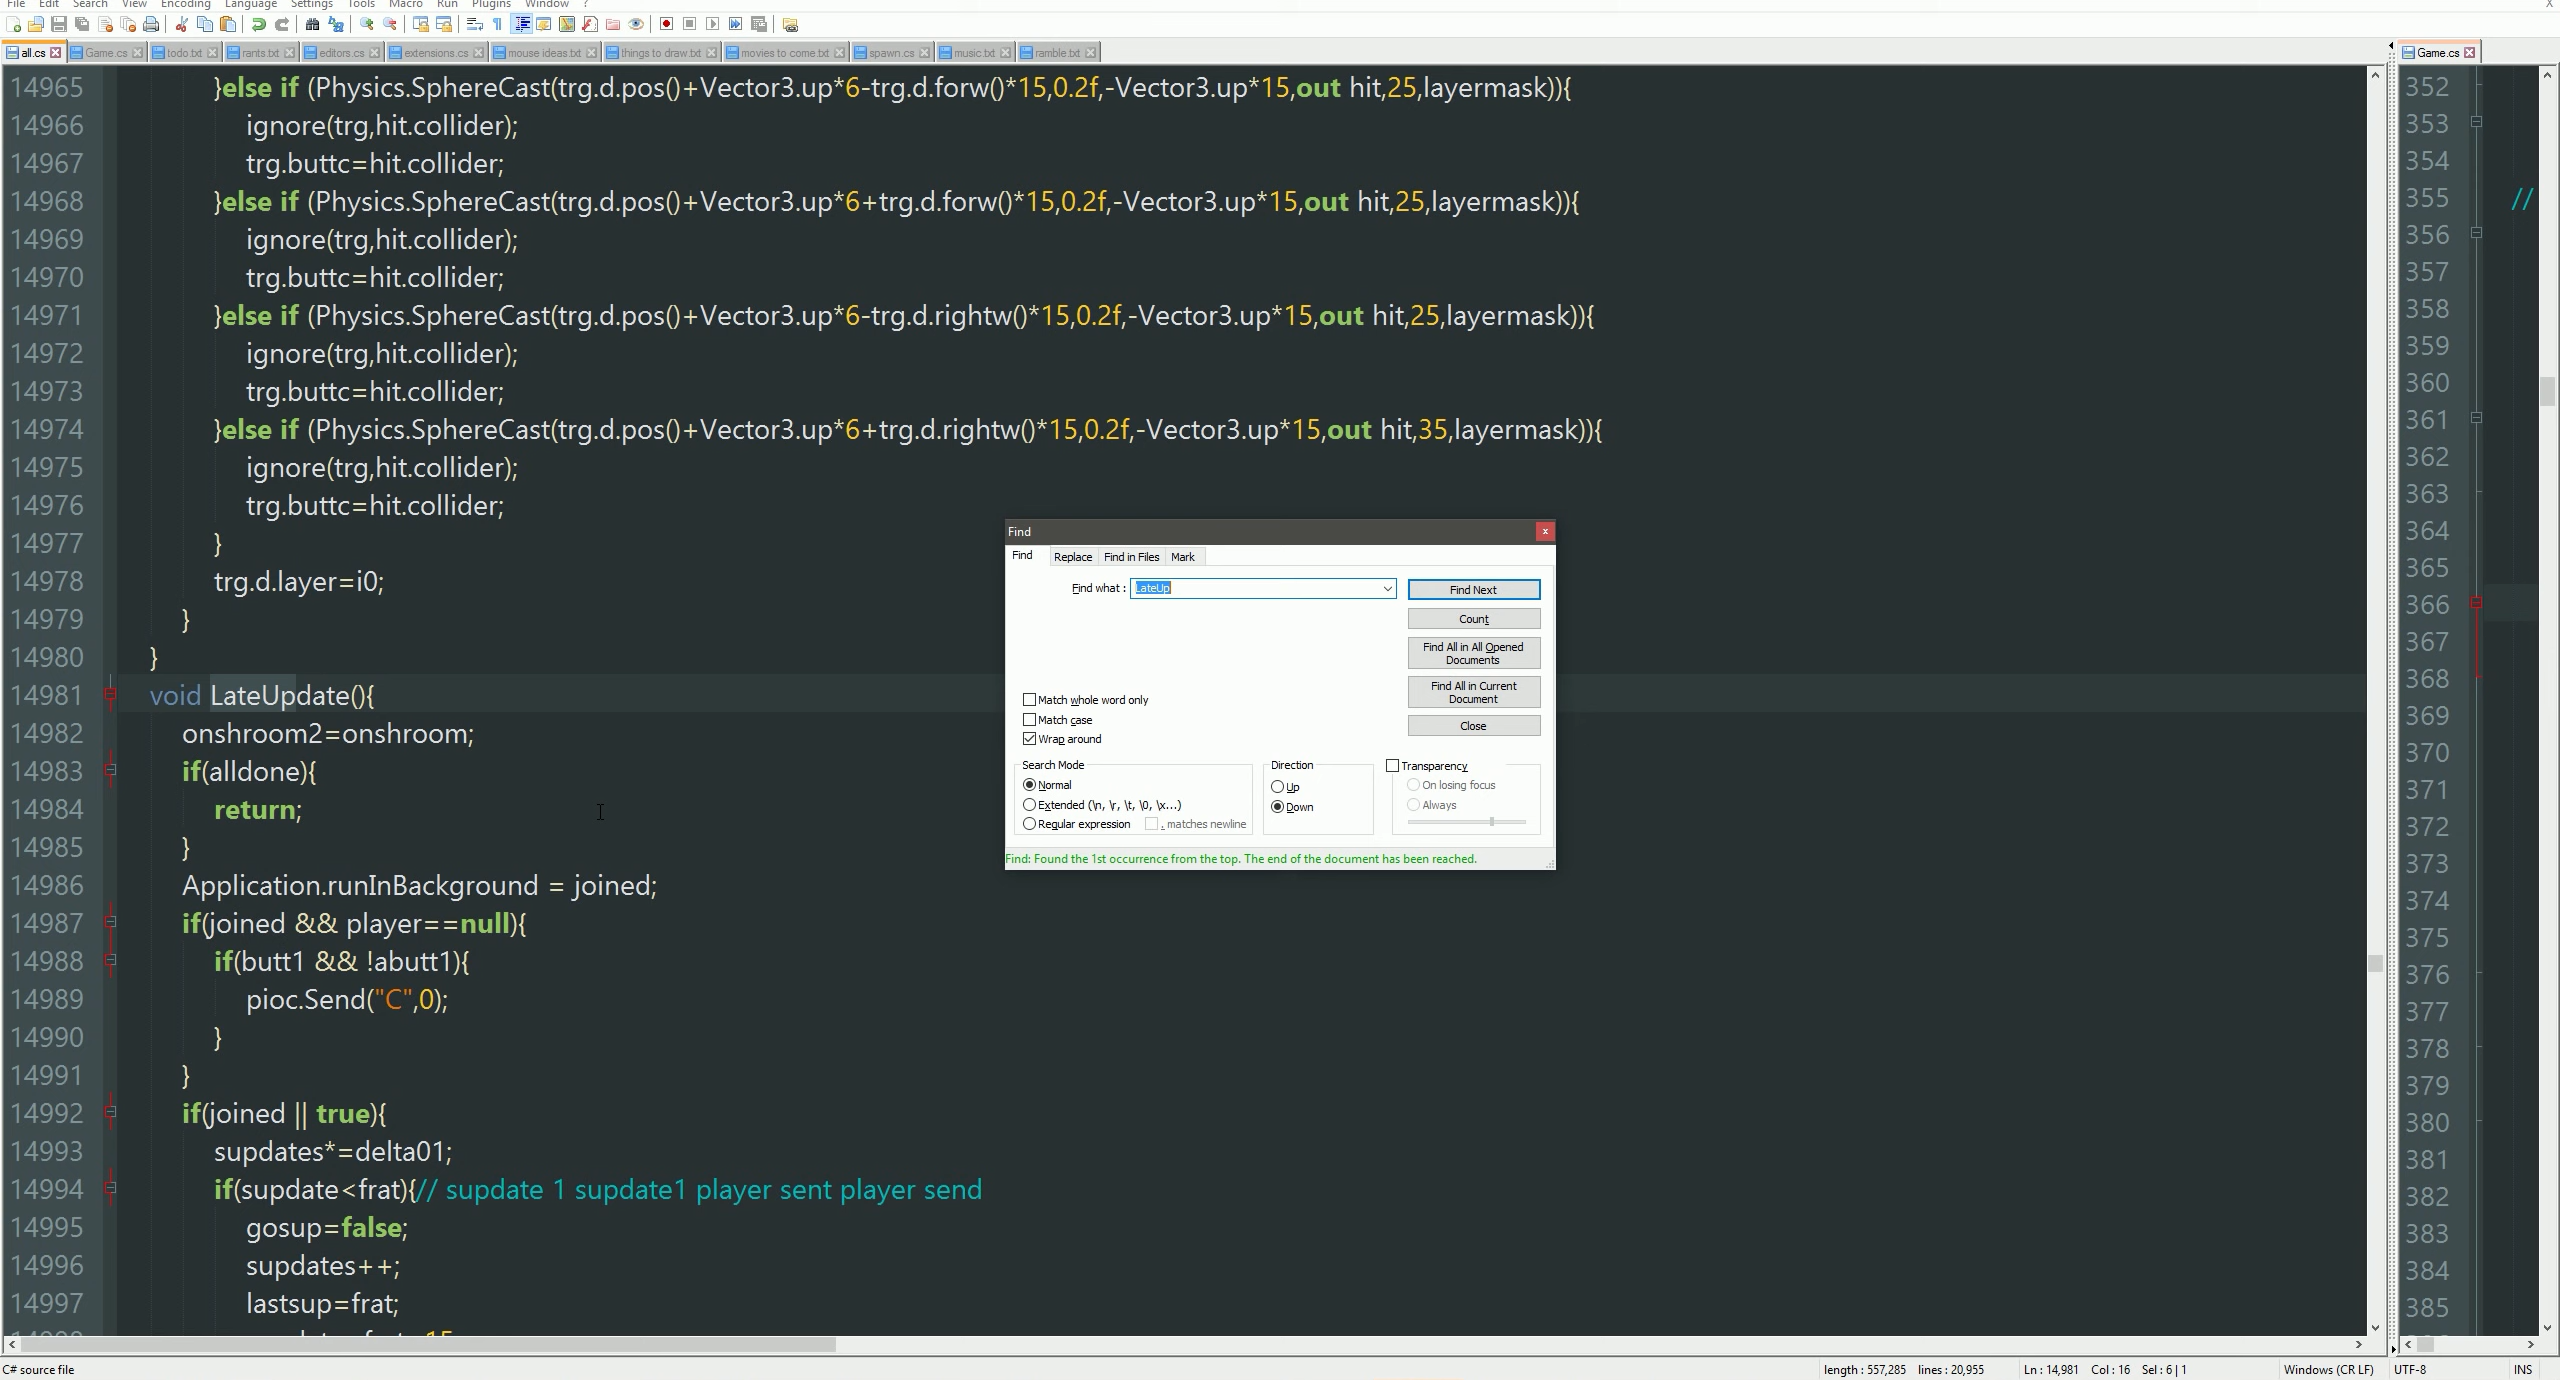 File Edit Search View Encoding Language Settings Tools Macro Run Plugins Window ? X
all.cs Game.cs todo.txt rants.txt editors.cs extensions.cs mouse ideas.txt things to draw.txt movies to come.txt spawn.cs music.txt ramble.txt Game.cs
14965 }else if (Physics.SphereCast(trg.d.pos()+Vector3.up*6-trg.d.forw()*15,0.2f,-Vector3.up*15,out hit,25,layermask)){
14966 ignore(trg,hit.collider);
14967 trg.buttc=hit.collider;
14968 }else if (Physics.SphereCast(trg.d.pos()+Vector3.up*6+trg.d.forw()*15,0.2f,-Vector3.up*15,out hit,25,layermask)){
14969 ignore(trg,hit.collider);
14970 trg.buttc=hit.collider;
14971 }else if (Physics.SphereCast(trg.d.pos()+Vector3.up*6-trg.d.rightw()*15,0.2f,-Vector3.up*15,out hit,25,layermask)){
14972 ignore(trg,hit.collider);
14973 trg.buttc=hit.collider;
14974 }else if (Physics.SphereCast(trg.d.pos()+Vector3.up*6+trg.d.rightw()*15,0.2f,-Vector3.up*15,out hit,35,layermask)){
14975 ignore(trg,hit.collider);
14976 trg.buttc=hit.collider;
14977 }
14978 trg.d.layer=i0;
14979 }
14980 }
14981 void LateUpdate(){
14982 onshroom2=onshroom;
14983 if(alldone){
14984 return;
14985 }
14986 Application.runInBackground = joined;
14987 if(joined && player==null){
14988 if(butt1 && !abutt1){
14989 pioc.Send("C",0);
14990 }
14991 }
14992 if(joined || true){
14993 supdates*=delta01;
14994 if(supdate<frat){// supdate 1 supdate1 player sent player send
14995 gosup=false;
14996 supdates++;
14997 lastsup=frat;
Find x
Find Replace Find in Files Mark
Find what : LateUp
Find Next
Count
Find All in All Opened
Documents
Find All in Current
Document
Close
Match whole word only
Match case
Wrap around
Search Mode
Normal
Extended (\n, \r, \t, \0, \x...)
Regular expression . matches newline
Direction
Up
Down
Transparency
On losing focus
Always
Find: Found the 1st occurrence from the top. The end of the document has been reached.
352
353
354
355 //
356
357
358
359
360
361
362
363
364
365
366
367
368
369
370
371
372
373
374
375
376
377
378
379
380
381
382
383
384
385
C# source file length : 557,285 lines : 20,955 Ln : 14,981 Col : 16 Sel : 6 | 1 Windows (CR LF) UTF-8 INS